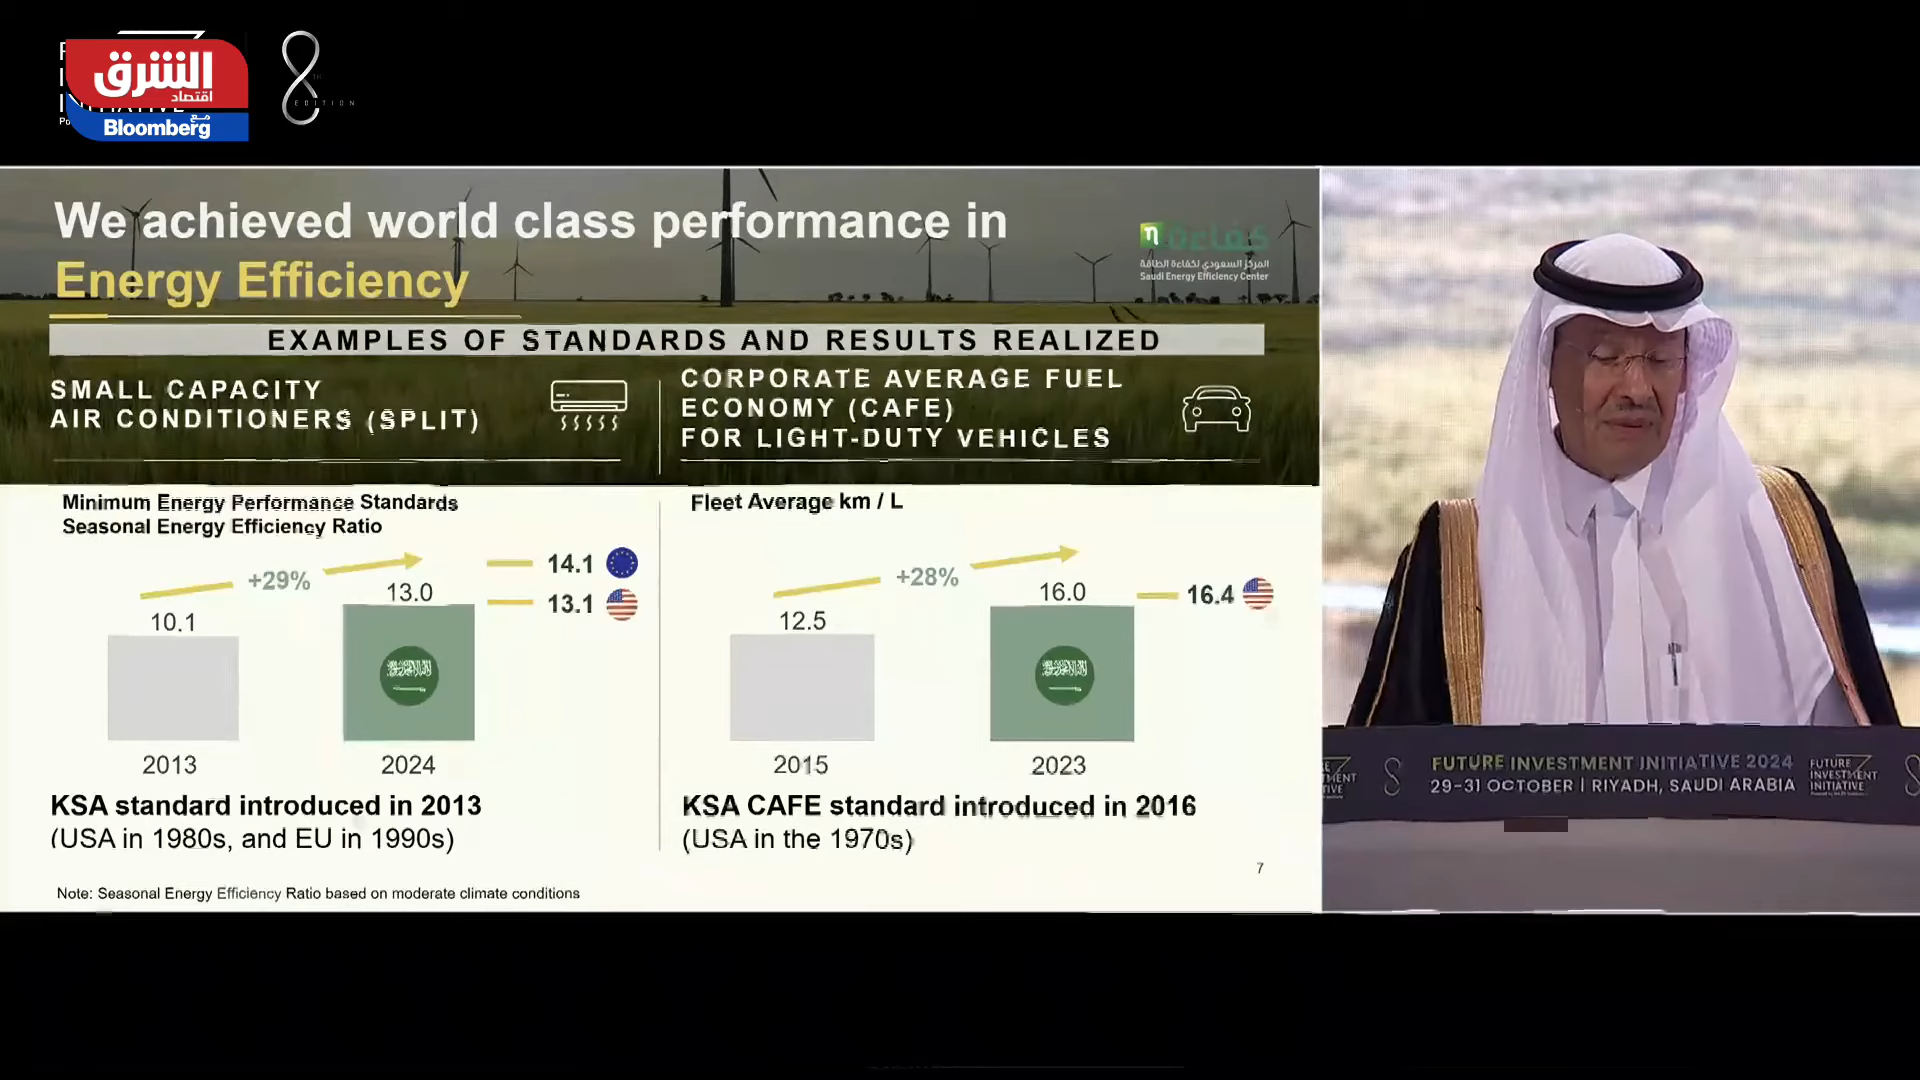 الشرق
اقتصاد
مع
Bloomberg
EDITION
We achieved world class performance in
Energy Efficiency
كفاءة
المركز السعودي لكفاءة الطاقة
Saudi Energy Efficiency Center
EXAMPLES OF STANDARDS AND RESULTS REALIZED
SMALL CAPACITY
AIR CONDITIONERS (SPLIT)
CORPORATE AVERAGE FUEL
ECONOMY (CAFE)
FOR LIGHT-DUTY VEHICLES
Minimum Energy Performance Standards
Seasonal Energy Efficiency Ratio
+29%
14.1
13.1
10.1
13.0
2013
2024
KSA standard introduced in 2013
(USA in 1980s, and EU in 1990s)
Note: Seasonal Energy Efficiency Ratio based on moderate climate conditions
Fleet Average km / L
+28%
16.4
12.5
16.0
2015
2023
KSA CAFE standard introduced in 2016
(USA in the 1970s)
7
FUTURE INVESTMENT INITIATIVE 2024
29-31 OCTOBER | RIYADH, SAUDI ARABIA
FUTURE
INVESTMENT
INITIATIVE